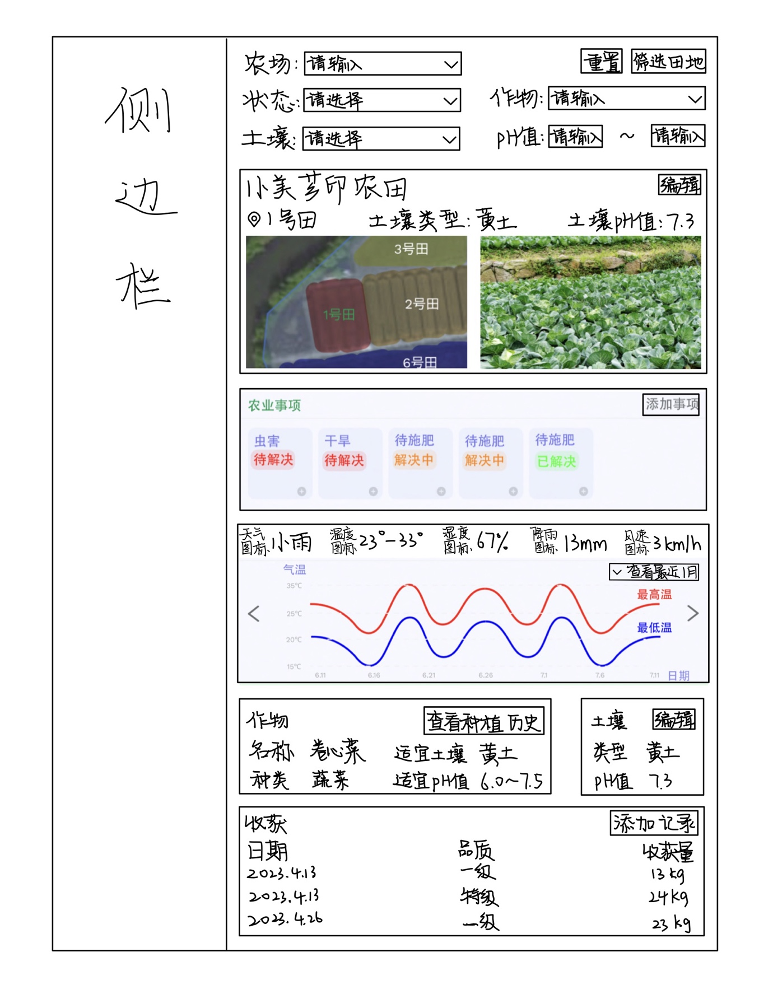 侧
边
栏
农场: 请输入 重置 筛选田地
状态: 请选择 作物: 请输入
土壤: 请选择 pH值: 请输入 ~ 请输入
小美芗印农田 编辑
1号田 土壤类型: 黄土 土壤pH值: 7.3
3号田
2号田
1号田
6号田
农业事项 添加事项
虫害 干旱 待施肥 待施肥 待施肥
待解决 待解决 解决中 解决中 已解决
天气图标 小雨 温度图标 23°-33° 湿度图标 67% 降雨图标 13mm 风速图标 3km/h
气温 查看最近1月
35℃
最高温
25℃
最低温
20℃
15℃
6.11 6.16 6.21 6.26 7.1 7.6 7.11 日期
作物 查看种植历史
名称 卷心菜 适宜土壤 黄土
种类 蔬菜 适宜pH值 6.0~7.5
土壤 编辑
类型 黄土
pH值 7.3
收获 添加记录
日期 品质 收获量
2023.4.13 一级 13kg
2023.4.13 特级 24kg
2023.4.26 一级 23kg